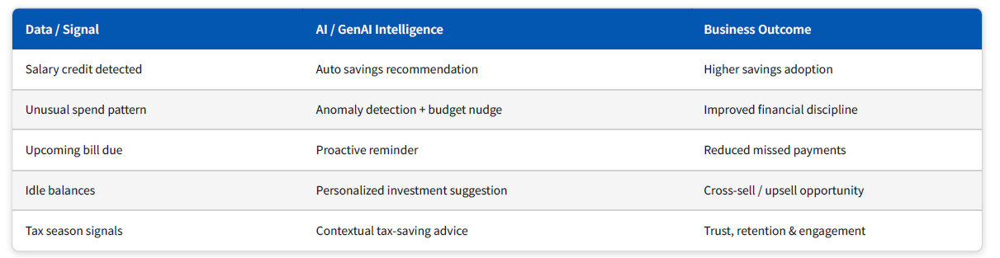 Data / Signal AI / GenAI Intelligence Business Outcome
Salary credit detected Auto savings recommendation Higher savings adoption
Unusual spend pattern Anomaly detection + budget nudge Improved financial discipline
Upcoming bill due Proactive reminder Reduced missed payments
Idle balances Personalized investment suggestion Cross-sell / upsell opportunity
Tax season signals Contextual tax-saving advice Trust, retention & engagement